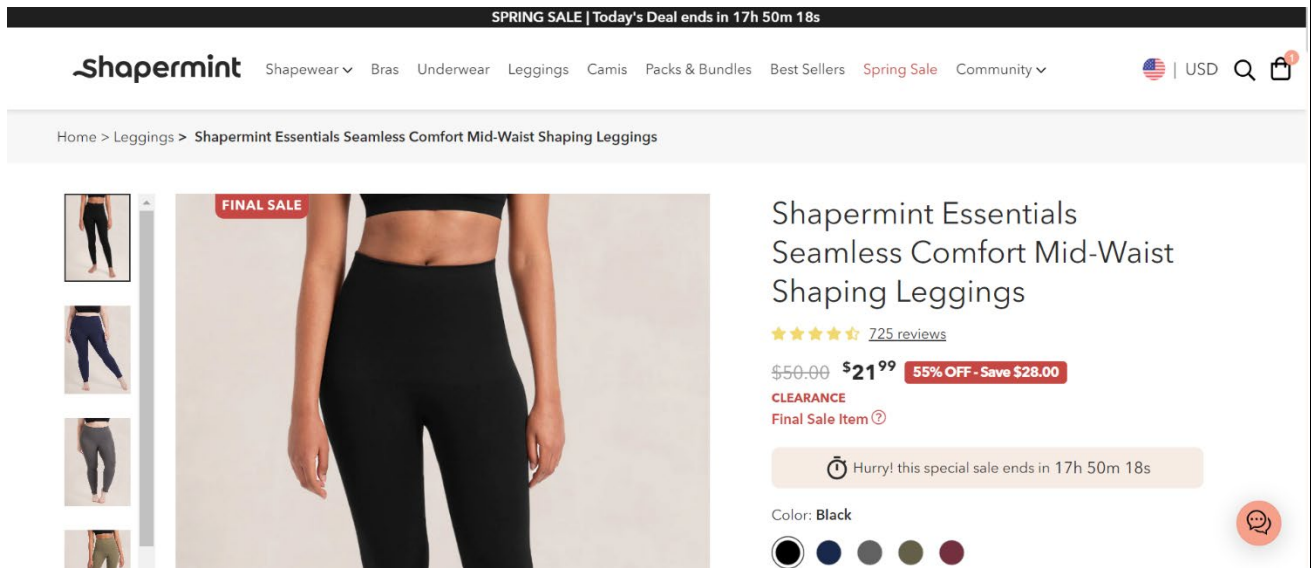 SPRING SALE | Today's Deal ends in 17h 50m 18s
shapermint Shapewear Bras Underwear Leggings Camis Packs & Bundles Best Sellers Spring Sale Community | USD 1
Home > Leggings > Shapermint Essentials Seamless Comfort Mid-Waist Shaping Leggings
FINAL SALE
Shapermint Essentials
Seamless Comfort Mid-Waist
Shaping Leggings
725 reviews
$50.00 $2199 55% OFF - Save $28.00
CLEARANCE
Final Sale Item ?
Hurry! this special sale ends in 17h 50m 18s
Color: Black